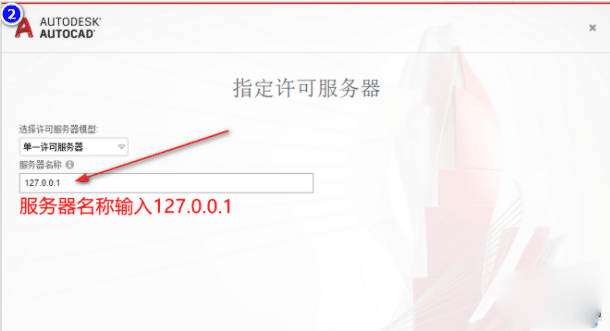 2
AUTODESK®
AUTOCAD®
指定许可服务器
选择许可服务器模型:
单一许可服务器
服务器名称
127.0.0.1
服务器名称输入127.0.0.1